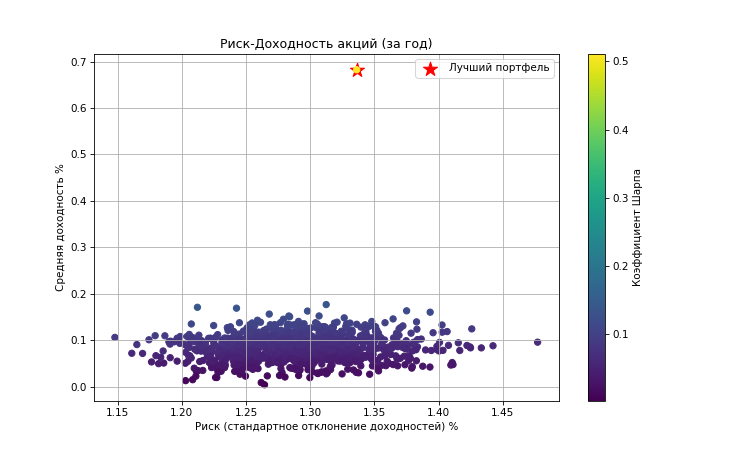 Риск-Доходность акций (за год)
Лучший портфель
Средняя доходность %
0.7
0.6
0.5
0.4
0.3
0.2
0.1
0.0
1.15 1.20 1.25 1.30 1.35 1.40 1.45
Риск (стандартное отклонение доходностей) %
0.5
0.4
0.3
0.2
0.1
Коэффициент Шарпа